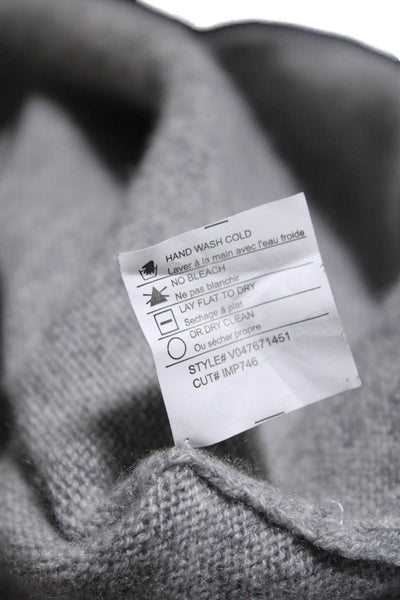 HAND WASH COLD
Laver à la main avec l'eau froide
NO BLEACH
Ne pas blanchir
LAY FLAT TO DRY
Sechage à plat
OR DRY CLEAN
Ou sécher propre
STYLE# V047671451
CUT# IMP746